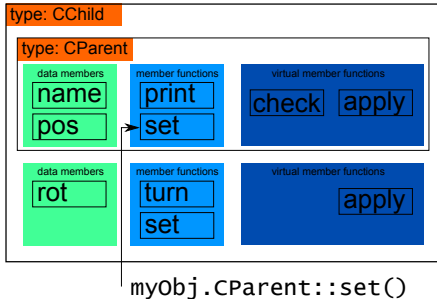 type: CChild
type: CParent
data members member functions virtual member functions
name print check apply
pos set
data members member functions virtual member functions
rot turn apply
set
myObj.CParent::set()